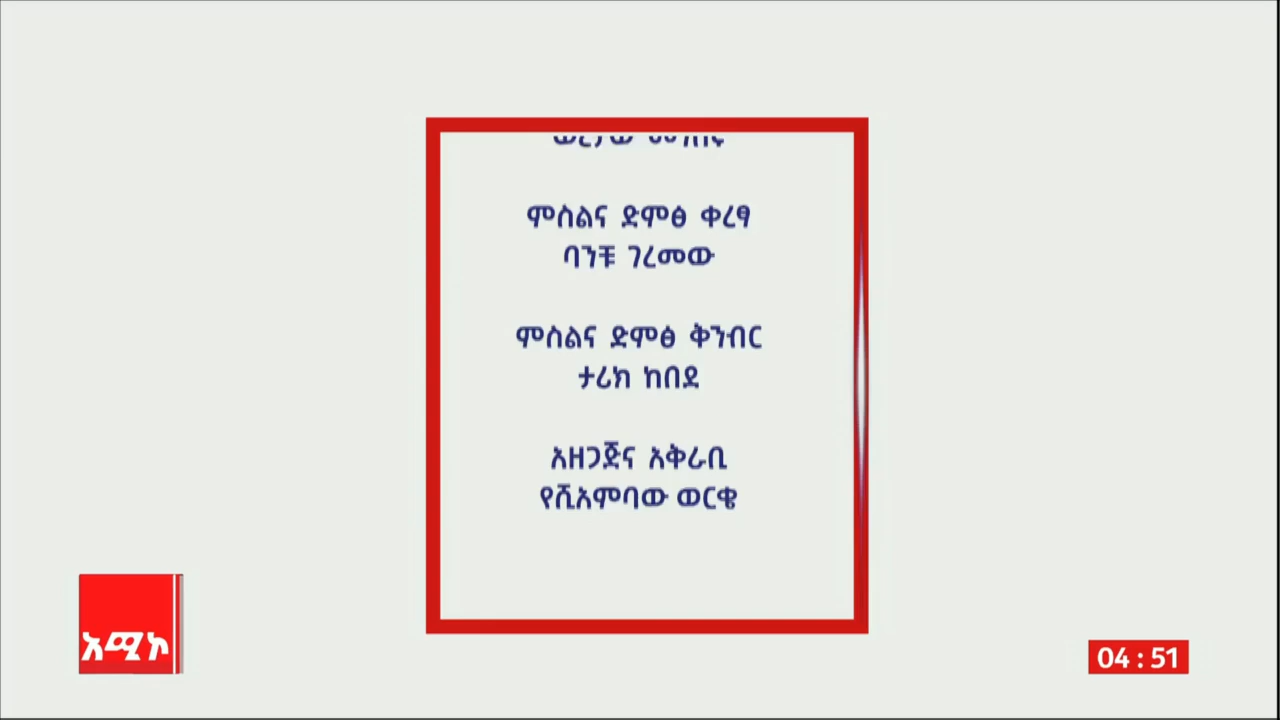 ምስልና ድምፅ ቀረፃ
ባንቹ ገረመው
ምስልና ድምፅ ቅንብር
ታሪክ ከበደ
አዘጋጅና አቅራቢ
የሺአምባው ወርቄ
አሚኮ
04 : 51